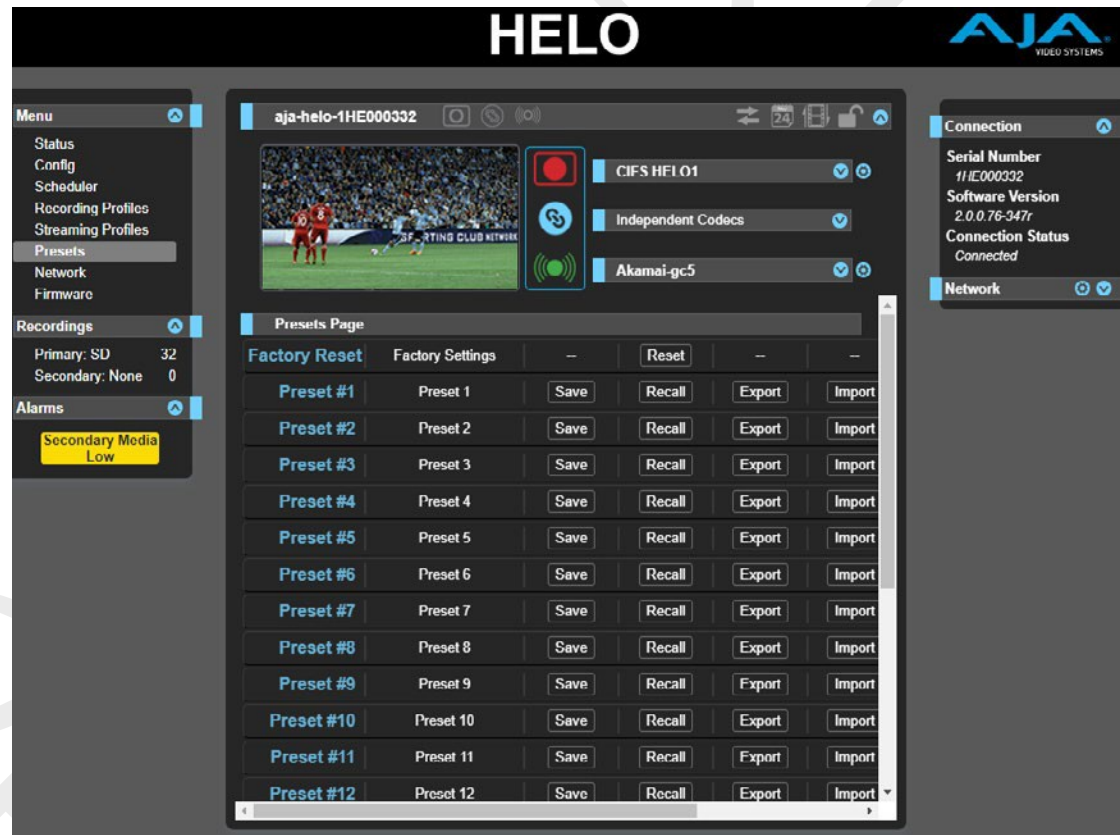 HELO
AJA
VIDEO SYSTEMS
Menu
Status
Config
Scheduler
Recording Profiles
Streaming Profiles
Presets
Network
Firmware
Recordings
Primary: SD 32
Secondary: None 0
Alarms
Secondary Media
Low
aja-helo-1HE000332
24
CIFS HELO1
Independent Codecs
Akamai-gc5
10
8
SPORTING CLUB NETWORK
Presets Page
Factory Reset Factory Settings -- Reset -- --
Preset #1 Preset 1 Save Recall Export Import
Preset #2 Preset 2 Save Recall Export Import
Preset #3 Preset 3 Save Recall Export Import
Preset #4 Preset 4 Save Recall Export Import
Preset #5 Preset 5 Save Recall Export Import
Preset #6 Preset 6 Save Recall Export Import
Preset #7 Preset 7 Save Recall Export Import
Preset #8 Preset 8 Save Recall Export Import
Preset #9 Preset 9 Save Recall Export Import
Preset #10 Preset 10 Save Recall Export Import
Preset #11 Preset 11 Save Recall Export Import
Preset #12 Preset 12 Save Recall Export Import
Connection
Serial Number
1HE000332
Software Version
2.0.0.76-347r
Connection Status
Connected
Network